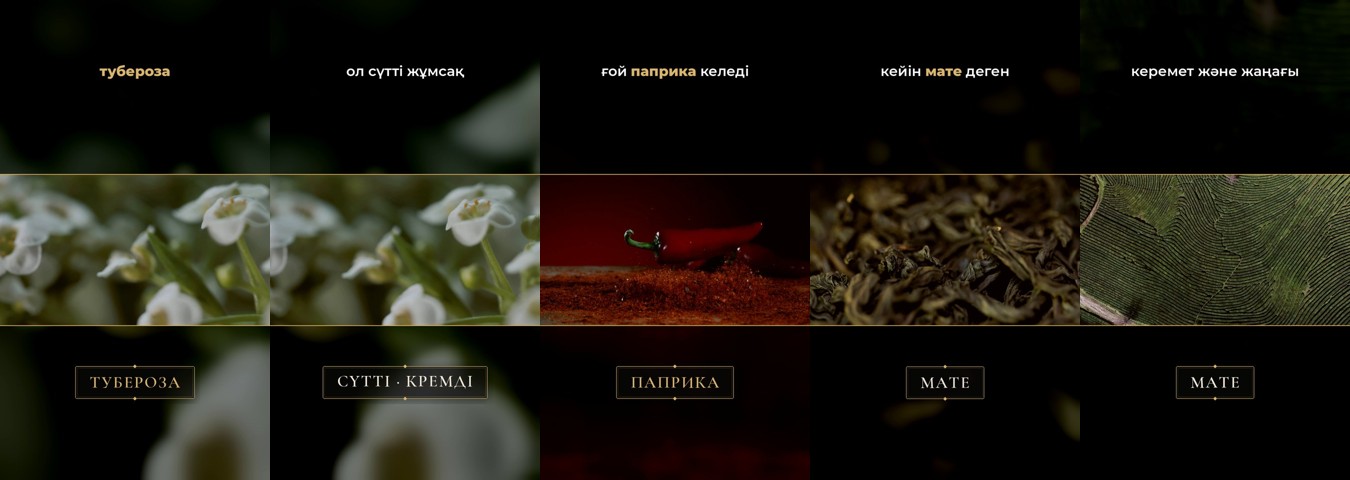 тубероза
ол сүтті жұмсақ
ғой паприка келеді
кейін мате деген
керемет және жаңағы
ТУБЕРОЗА
СҮТТІ · КРЕМДІ
ПАПРИКА
МАТЕ
МАТЕ